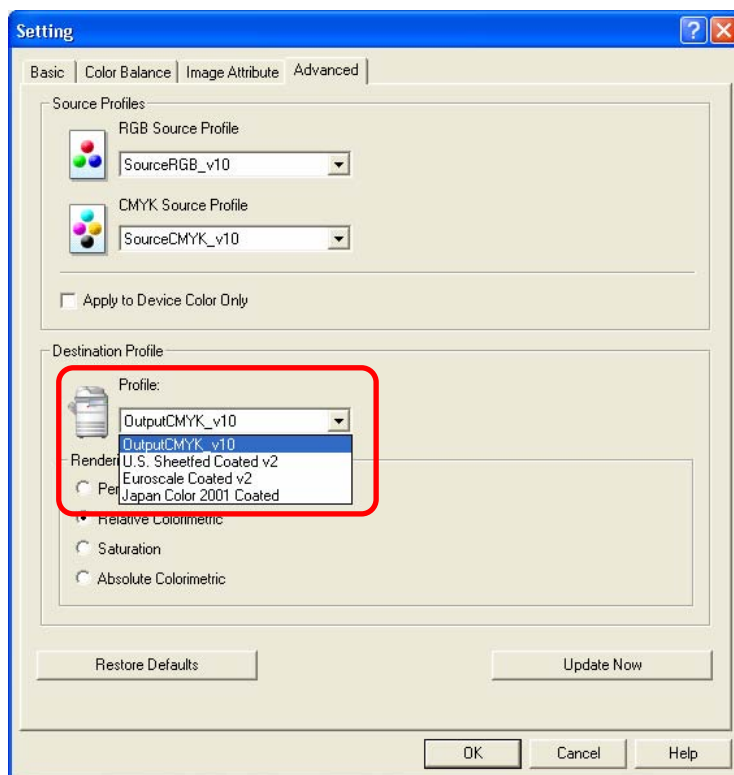 Setting
Basic Color Balance Image Attribute Advanced
Source Profiles
RGB Source Profile
SourceRGB_v10
CMYK Source Profile
SourceCMYK_v10
Apply to Device Color Only
Destination Profile
Profile:
OutputCMYK_v10
OutputCMYK_v10
U.S. Sheetfed Coated v2
Euroscale Coated v2
Japan Color 2001 Coated
Relative Colorimetric
Saturation
Absolute Colorimetric
Restore Defaults Update Now
OK Cancel Help